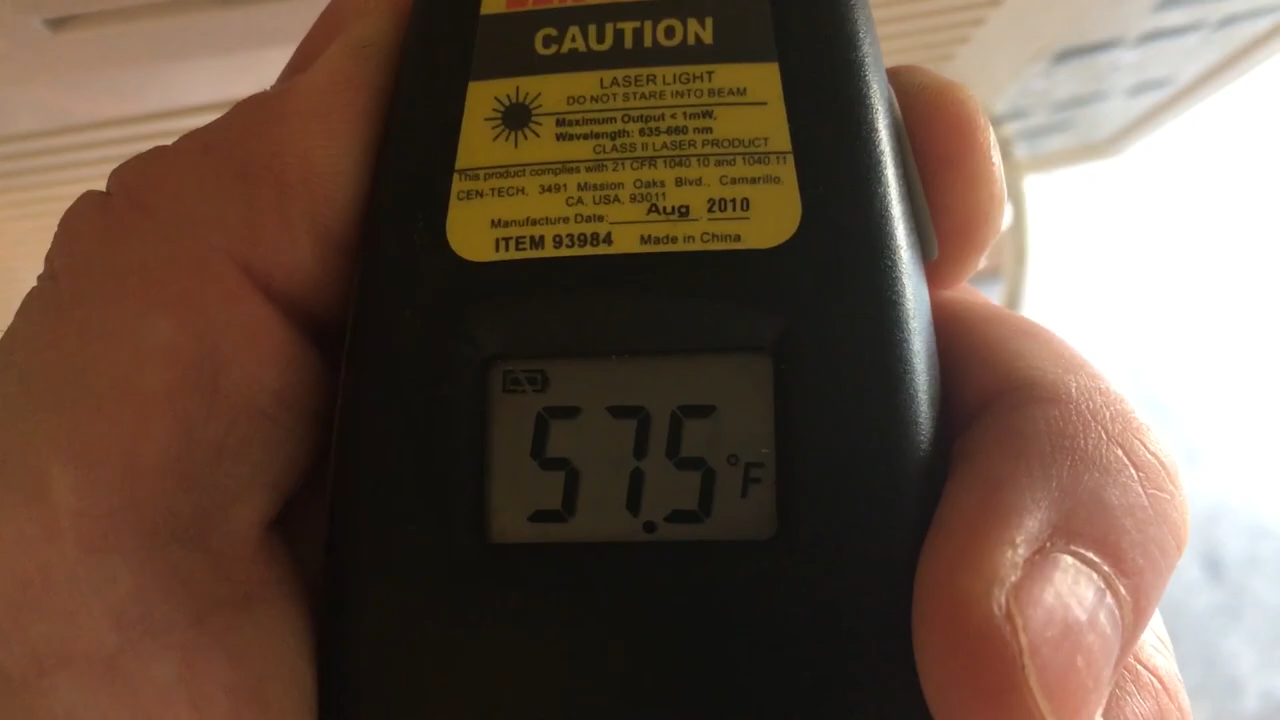 CAUTION
LASER LIGHT
DO NOT STARE INTO BEAM
Maximum Output < 1mW,
Wavelength: 635-660 nm
CLASS II LASER PRODUCT
This product complies with 21 CFR 1040.10 and 1040.11
CEN-TECH, 3491 Mission Oaks Blvd., Camarillo,
CA, USA, 93011
Manufacture Date: Aug 2010
ITEM 93984 Made in China.
57.5 °F